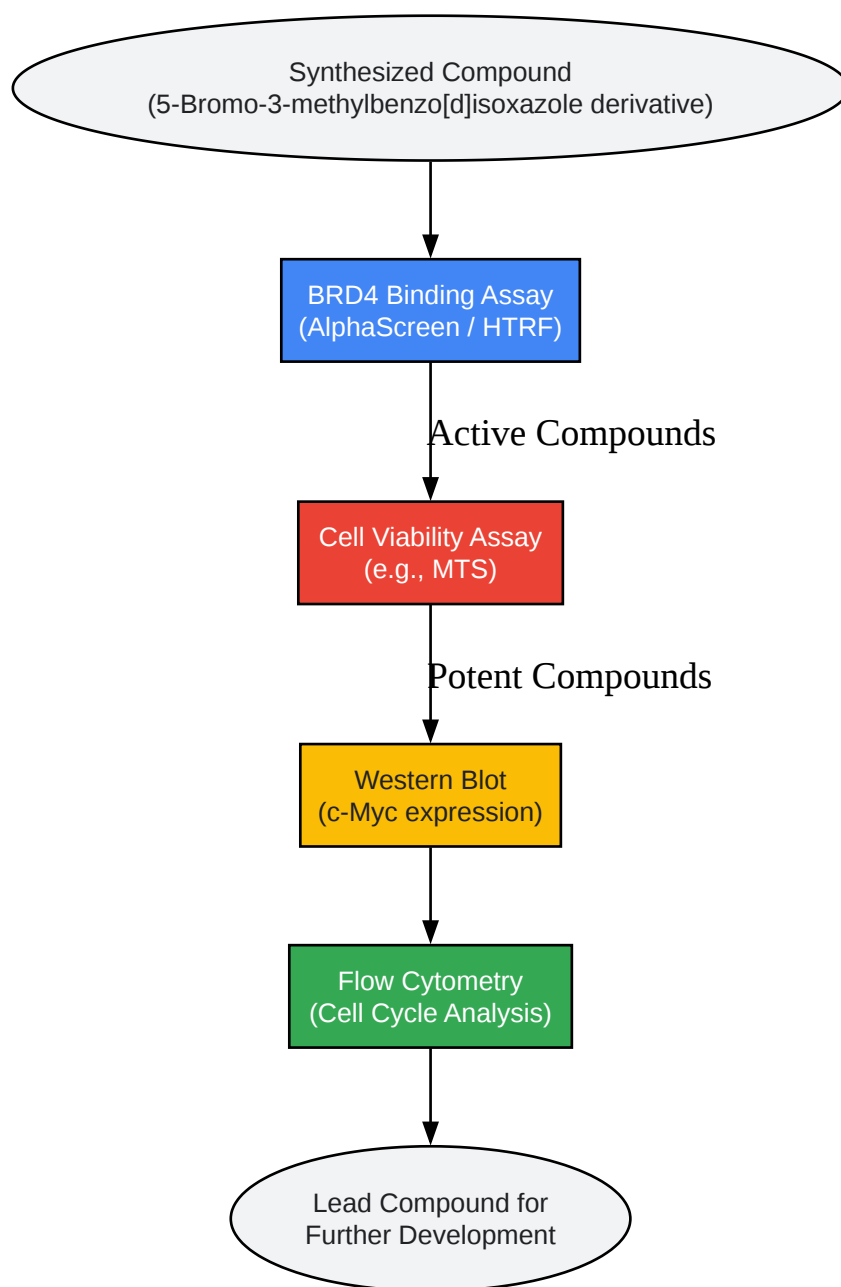 Synthesized Compound
(5-Bromo-3-methylbenzo[d]isoxazole derivative)
BRD4 Binding Assay
(AlphaScreen / HTRF)
Active Compounds
Cell Viability Assay
(e.g., MTS)
Potent Compounds
Western Blot
(c-Myc expression)
Flow Cytometry
(Cell Cycle Analysis)
Lead Compound for
Further Development